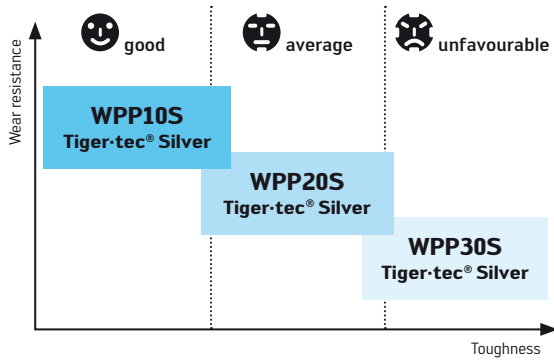 good
average
unfavourable
Wear resistance
WPP10S
Tiger·tec® Silver
WPP20S
Tiger·tec® Silver
WPP30S
Tiger·tec® Silver
Toughness